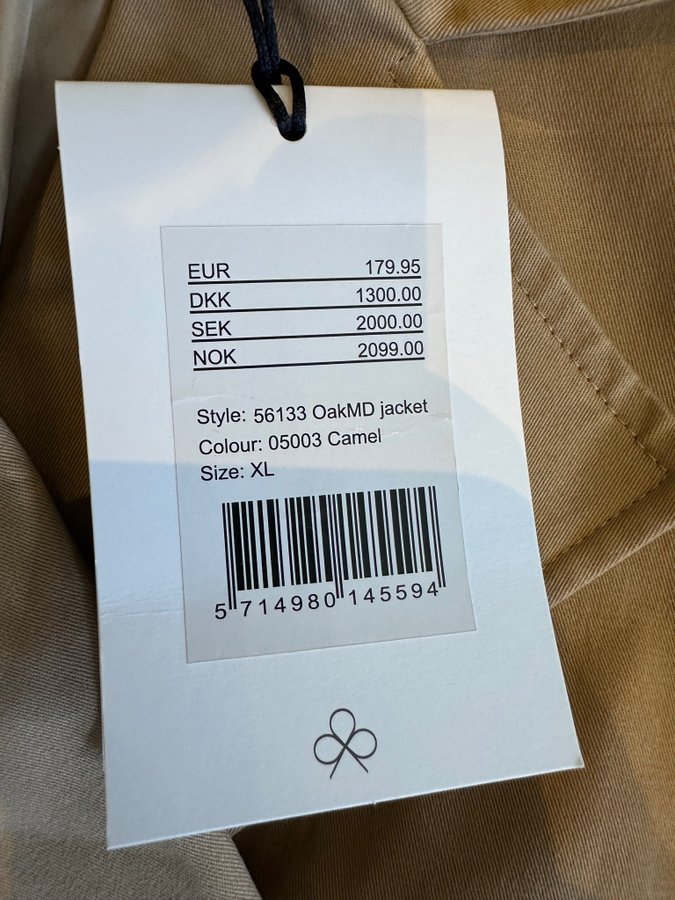 EUR 179.95
DKK 1300.00
SEK 2000.00
NOK 2099.00
Style: 56133 OakMD jacket
Colour: 05003 Camel
Size: XL
5 714980 145594